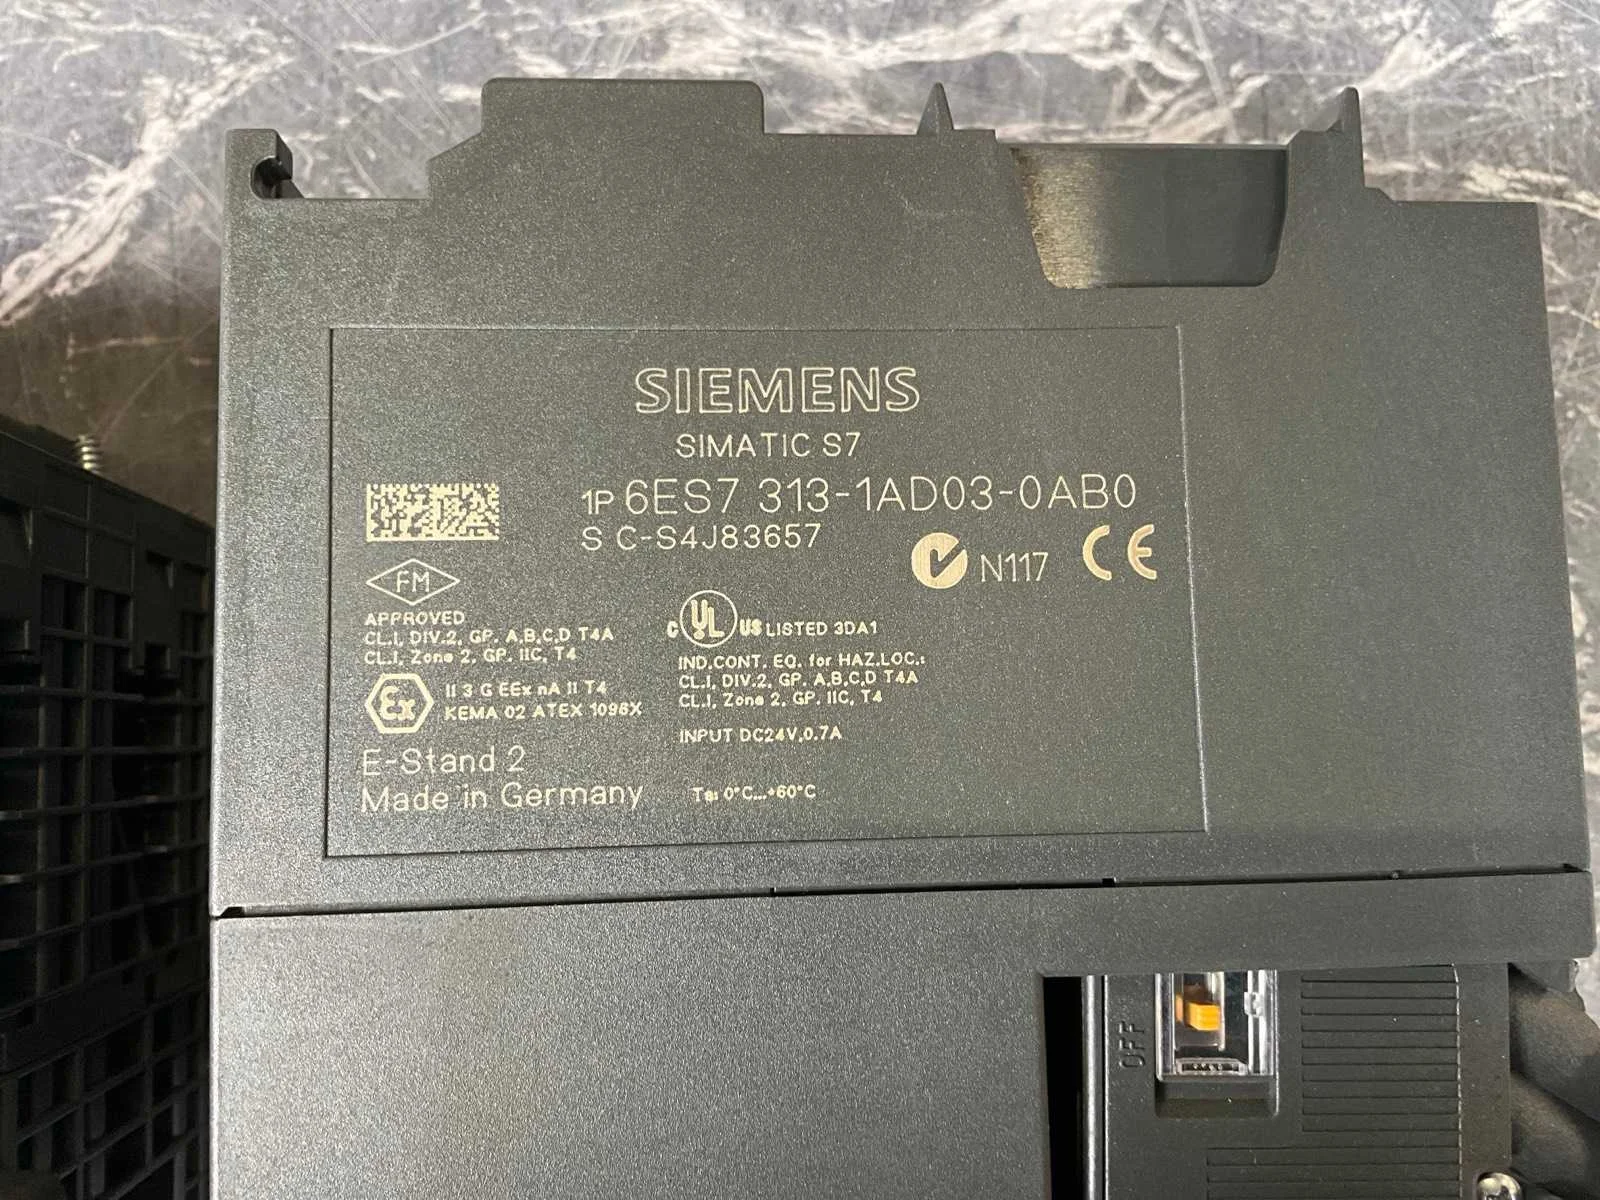 SIEMENS
SIMATIC S7
1P 6ES7 313-1AD03-0AB0
S C-S4J83657
N117 CE
FM
APPROVED
CL.I, DIV.2, GP. A,B,C,D T4A
CL.I, Zone 2, GP. IIC, T4
Ex
II 3 G EEx nA II T4
KEMA 02 ATEX 1096X
E-Stand 2
Made in Germany
C UL US LISTED 3DA1
IND.CONT. EQ. for HAZ.LOC.:
CL.I, DIV.2, GP. A,B,C,D T4A
CL.I, Zone 2, GP. IIC, T4
INPUT DC24V,0.7A
Ta: 0°C...+60°C
OFF